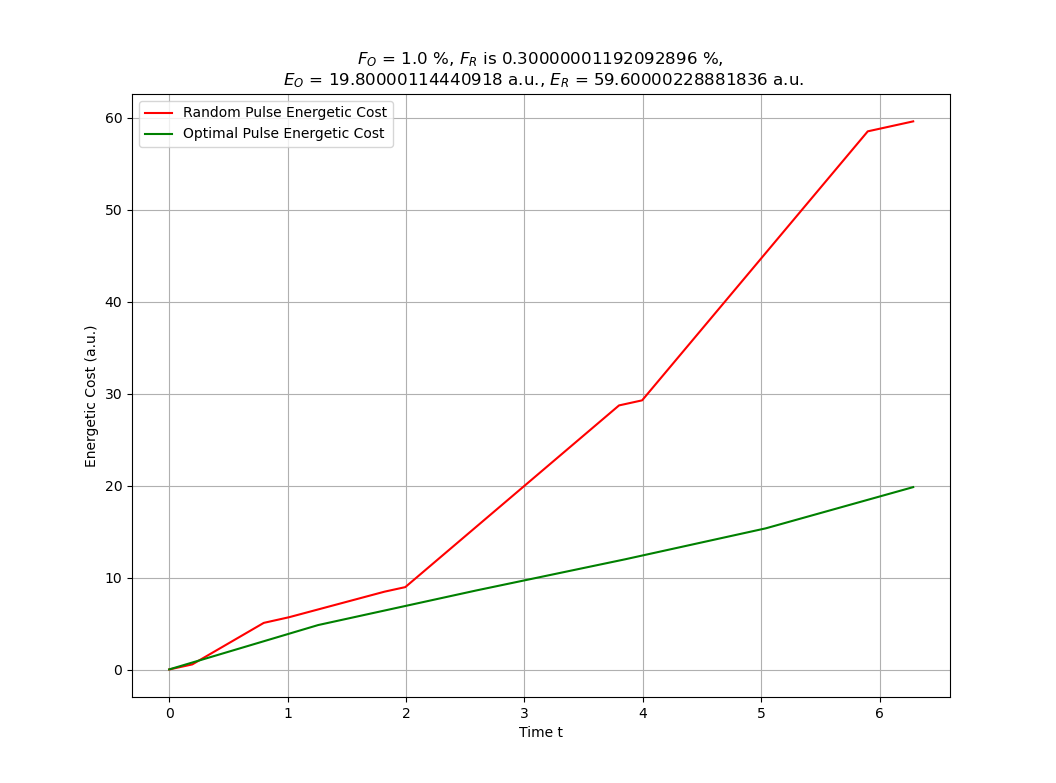 F_O = 1.0 %, F_R is 0.30000001192092896 %,
E_O = 19.80000114440918 a.u., E_R = 59.60000228881836 a.u.
Random Pulse Energetic Cost
Optimal Pulse Energetic Cost
60
50
40
30
20
10
0
Energetic Cost (a.u.)
0 1 2 3 4 5 6
Time t